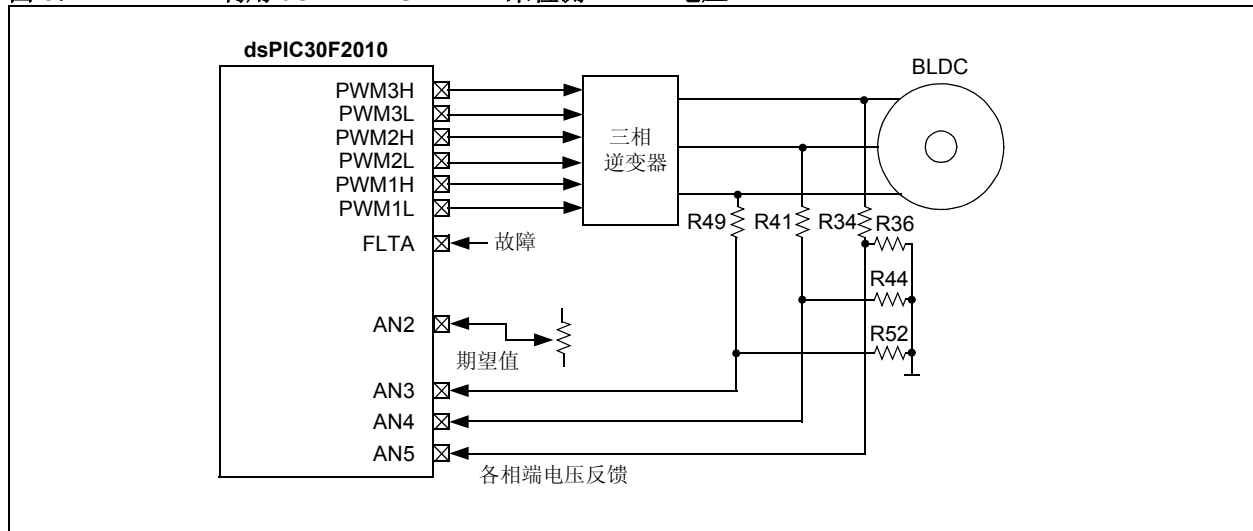 dsPIC30F2010
BLDC
PWM3H
PWM3L
PWM2H
PWM2L
PWM1H
PWM1L
三相
逆变器
R49
R41
R34
R36
FLTA
故障
R44
AN2
R52
期望值
AN3
AN4
AN5
各相端电压反馈